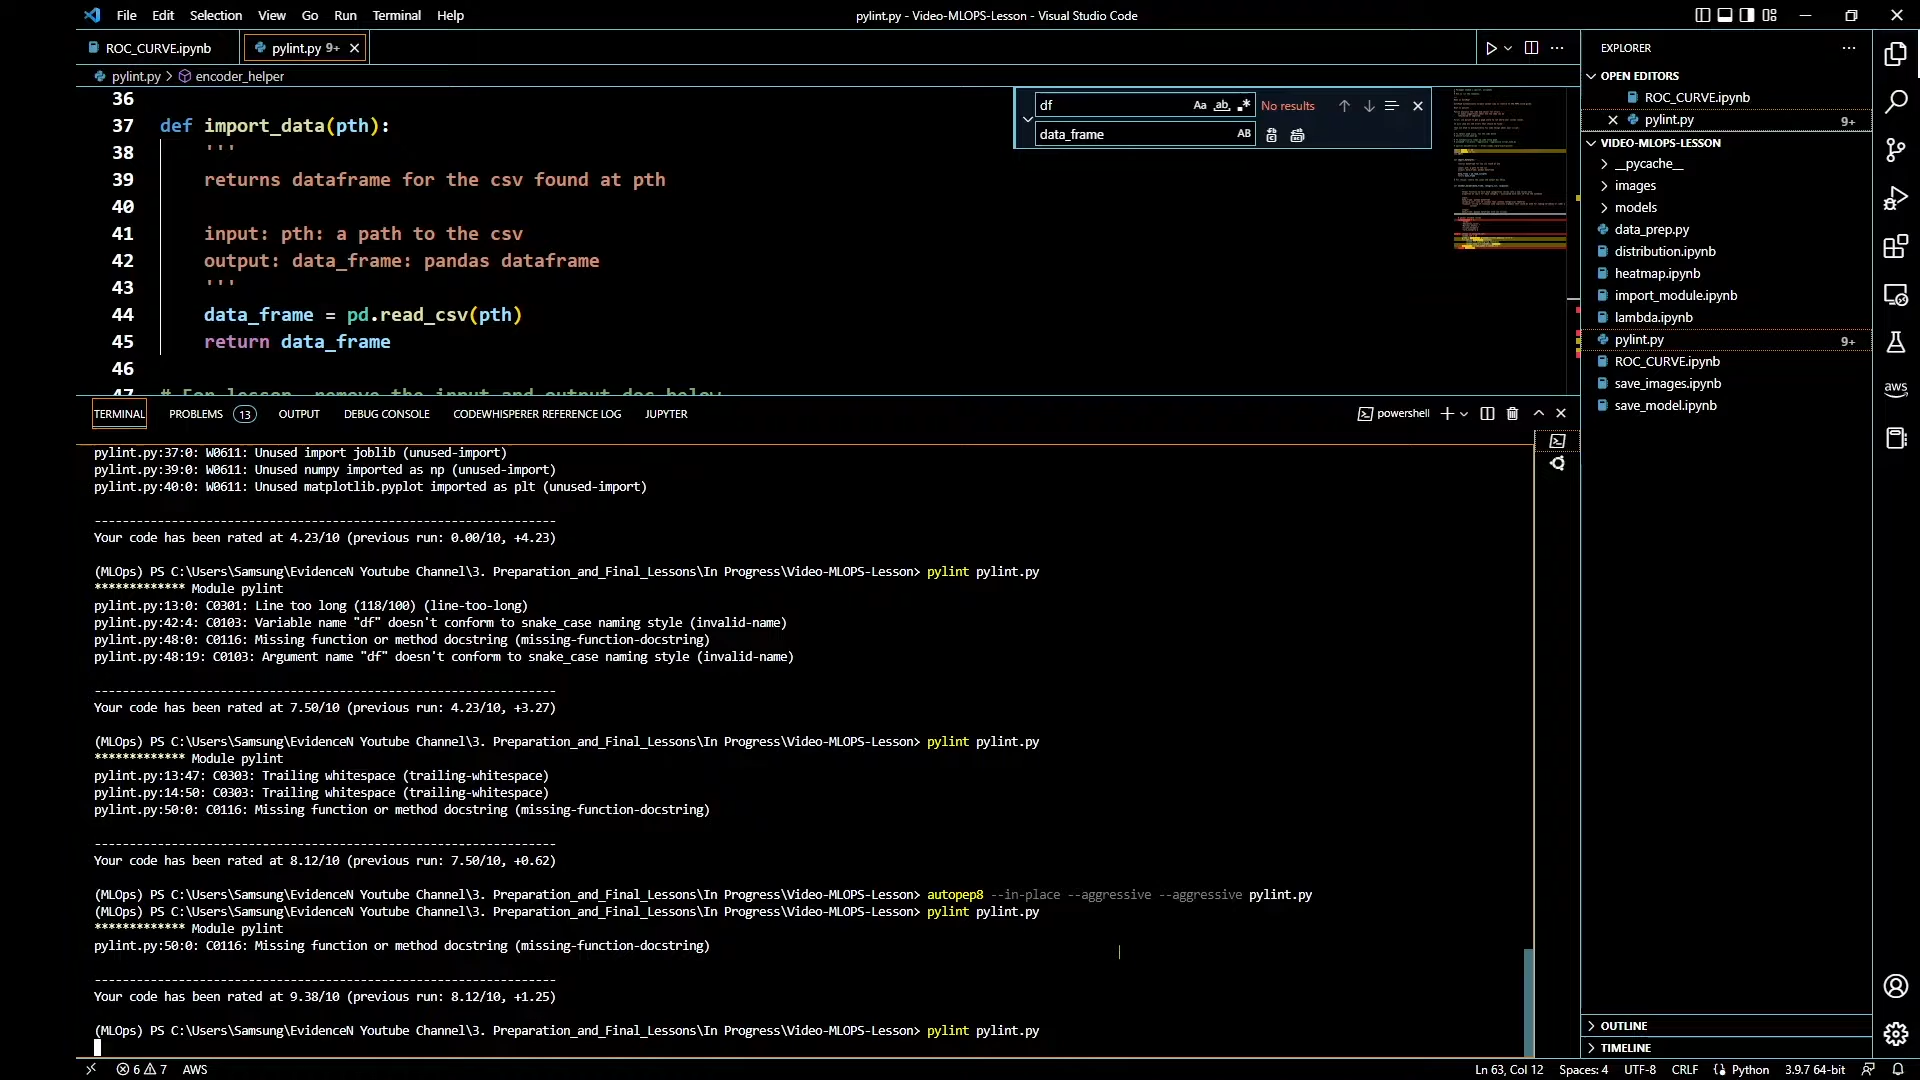 File Edit Selection View Go Run Terminal Help
pylint.py - Video-MLOPS-Lesson - Visual Studio Code
ROC_CURVE.ipynb
pylint.py 9+
pylint.py > encoder_helper
36
37 def import_data(pth):
38 '''
39 returns dataframe for the csv found at pth
40
41 input: pth: a path to the csv
42 output: data_frame: pandas dataframe
43 '''
44 data_frame = pd.read_csv(pth)
45 return data_frame
46
47 # For lesson, remove the input and output doc below
df Aa ab .* No results
data_frame AB
TERMINAL PROBLEMS 13 OUTPUT DEBUG CONSOLE CODEWHISPERER REFERENCE LOG JUPYTER
powershell
pylint.py:37:0: W0611: Unused import joblib (unused-import)
pylint.py:39:0: W0611: Unused numpy imported as np (unused-import)
pylint.py:40:0: W0611: Unused matplotlib.pyplot imported as plt (unused-import)
------------------------------------------------------------------
Your code has been rated at 4.23/10 (previous run: 0.00/10, +4.23)
(MLOps) PS C:\Users\Samsung\EvidenceN Youtube Channel\3. Preparation_and_Final_Lessons\In Progress\Video-MLOPS-Lesson> pylint pylint.py
************* Module pylint
pylint.py:13:0: C0301: Line too long (118/100) (line-too-long)
pylint.py:42:4: C0103: Variable name "df" doesn't conform to snake_case naming style (invalid-name)
pylint.py:48:0: C0116: Missing function or method docstring (missing-function-docstring)
pylint.py:48:19: C0103: Argument name "df" doesn't conform to snake_case naming style (invalid-name)
------------------------------------------------------------------
Your code has been rated at 7.50/10 (previous run: 4.23/10, +3.27)
(MLOps) PS C:\Users\Samsung\EvidenceN Youtube Channel\3. Preparation_and_Final_Lessons\In Progress\Video-MLOPS-Lesson> pylint pylint.py
************* Module pylint
pylint.py:13:47: C0303: Trailing whitespace (trailing-whitespace)
pylint.py:14:50: C0303: Trailing whitespace (trailing-whitespace)
pylint.py:50:0: C0116: Missing function or method docstring (missing-function-docstring)
------------------------------------------------------------------
Your code has been rated at 8.12/10 (previous run: 7.50/10, +0.62)
(MLOps) PS C:\Users\Samsung\EvidenceN Youtube Channel\3. Preparation_and_Final_Lessons\In Progress\Video-MLOPS-Lesson> autopep8 --in-place --aggressive --aggressive pylint.py
(MLOps) PS C:\Users\Samsung\EvidenceN Youtube Channel\3. Preparation_and_Final_Lessons\In Progress\Video-MLOPS-Lesson> pylint pylint.py
************* Module pylint
pylint.py:50:0: C0116: Missing function or method docstring (missing-function-docstring)
------------------------------------------------------------------
Your code has been rated at 9.38/10 (previous run: 8.12/10, +1.25)
(MLOps) PS C:\Users\Samsung\EvidenceN Youtube Channel\3. Preparation_and_Final_Lessons\In Progress\Video-MLOPS-Lesson> pylint pylint.py
EXPLORER
OPEN EDITORS
ROC_CURVE.ipynb
pylint.py 9+
VIDEO-MLOPS-LESSON
__pycache__
images
models
data_prep.py
distribution.ipynb
heatmap.ipynb
import_module.ipynb
lambda.ipynb
pylint.py 9+
ROC_CURVE.ipynb
save_images.ipynb
save_model.ipynb
OUTLINE
TIMELINE
aws
6 7 AWS
Ln 63, Col 12 Spaces: 4 UTF-8 CRLF Python 3.9.7 64-bit